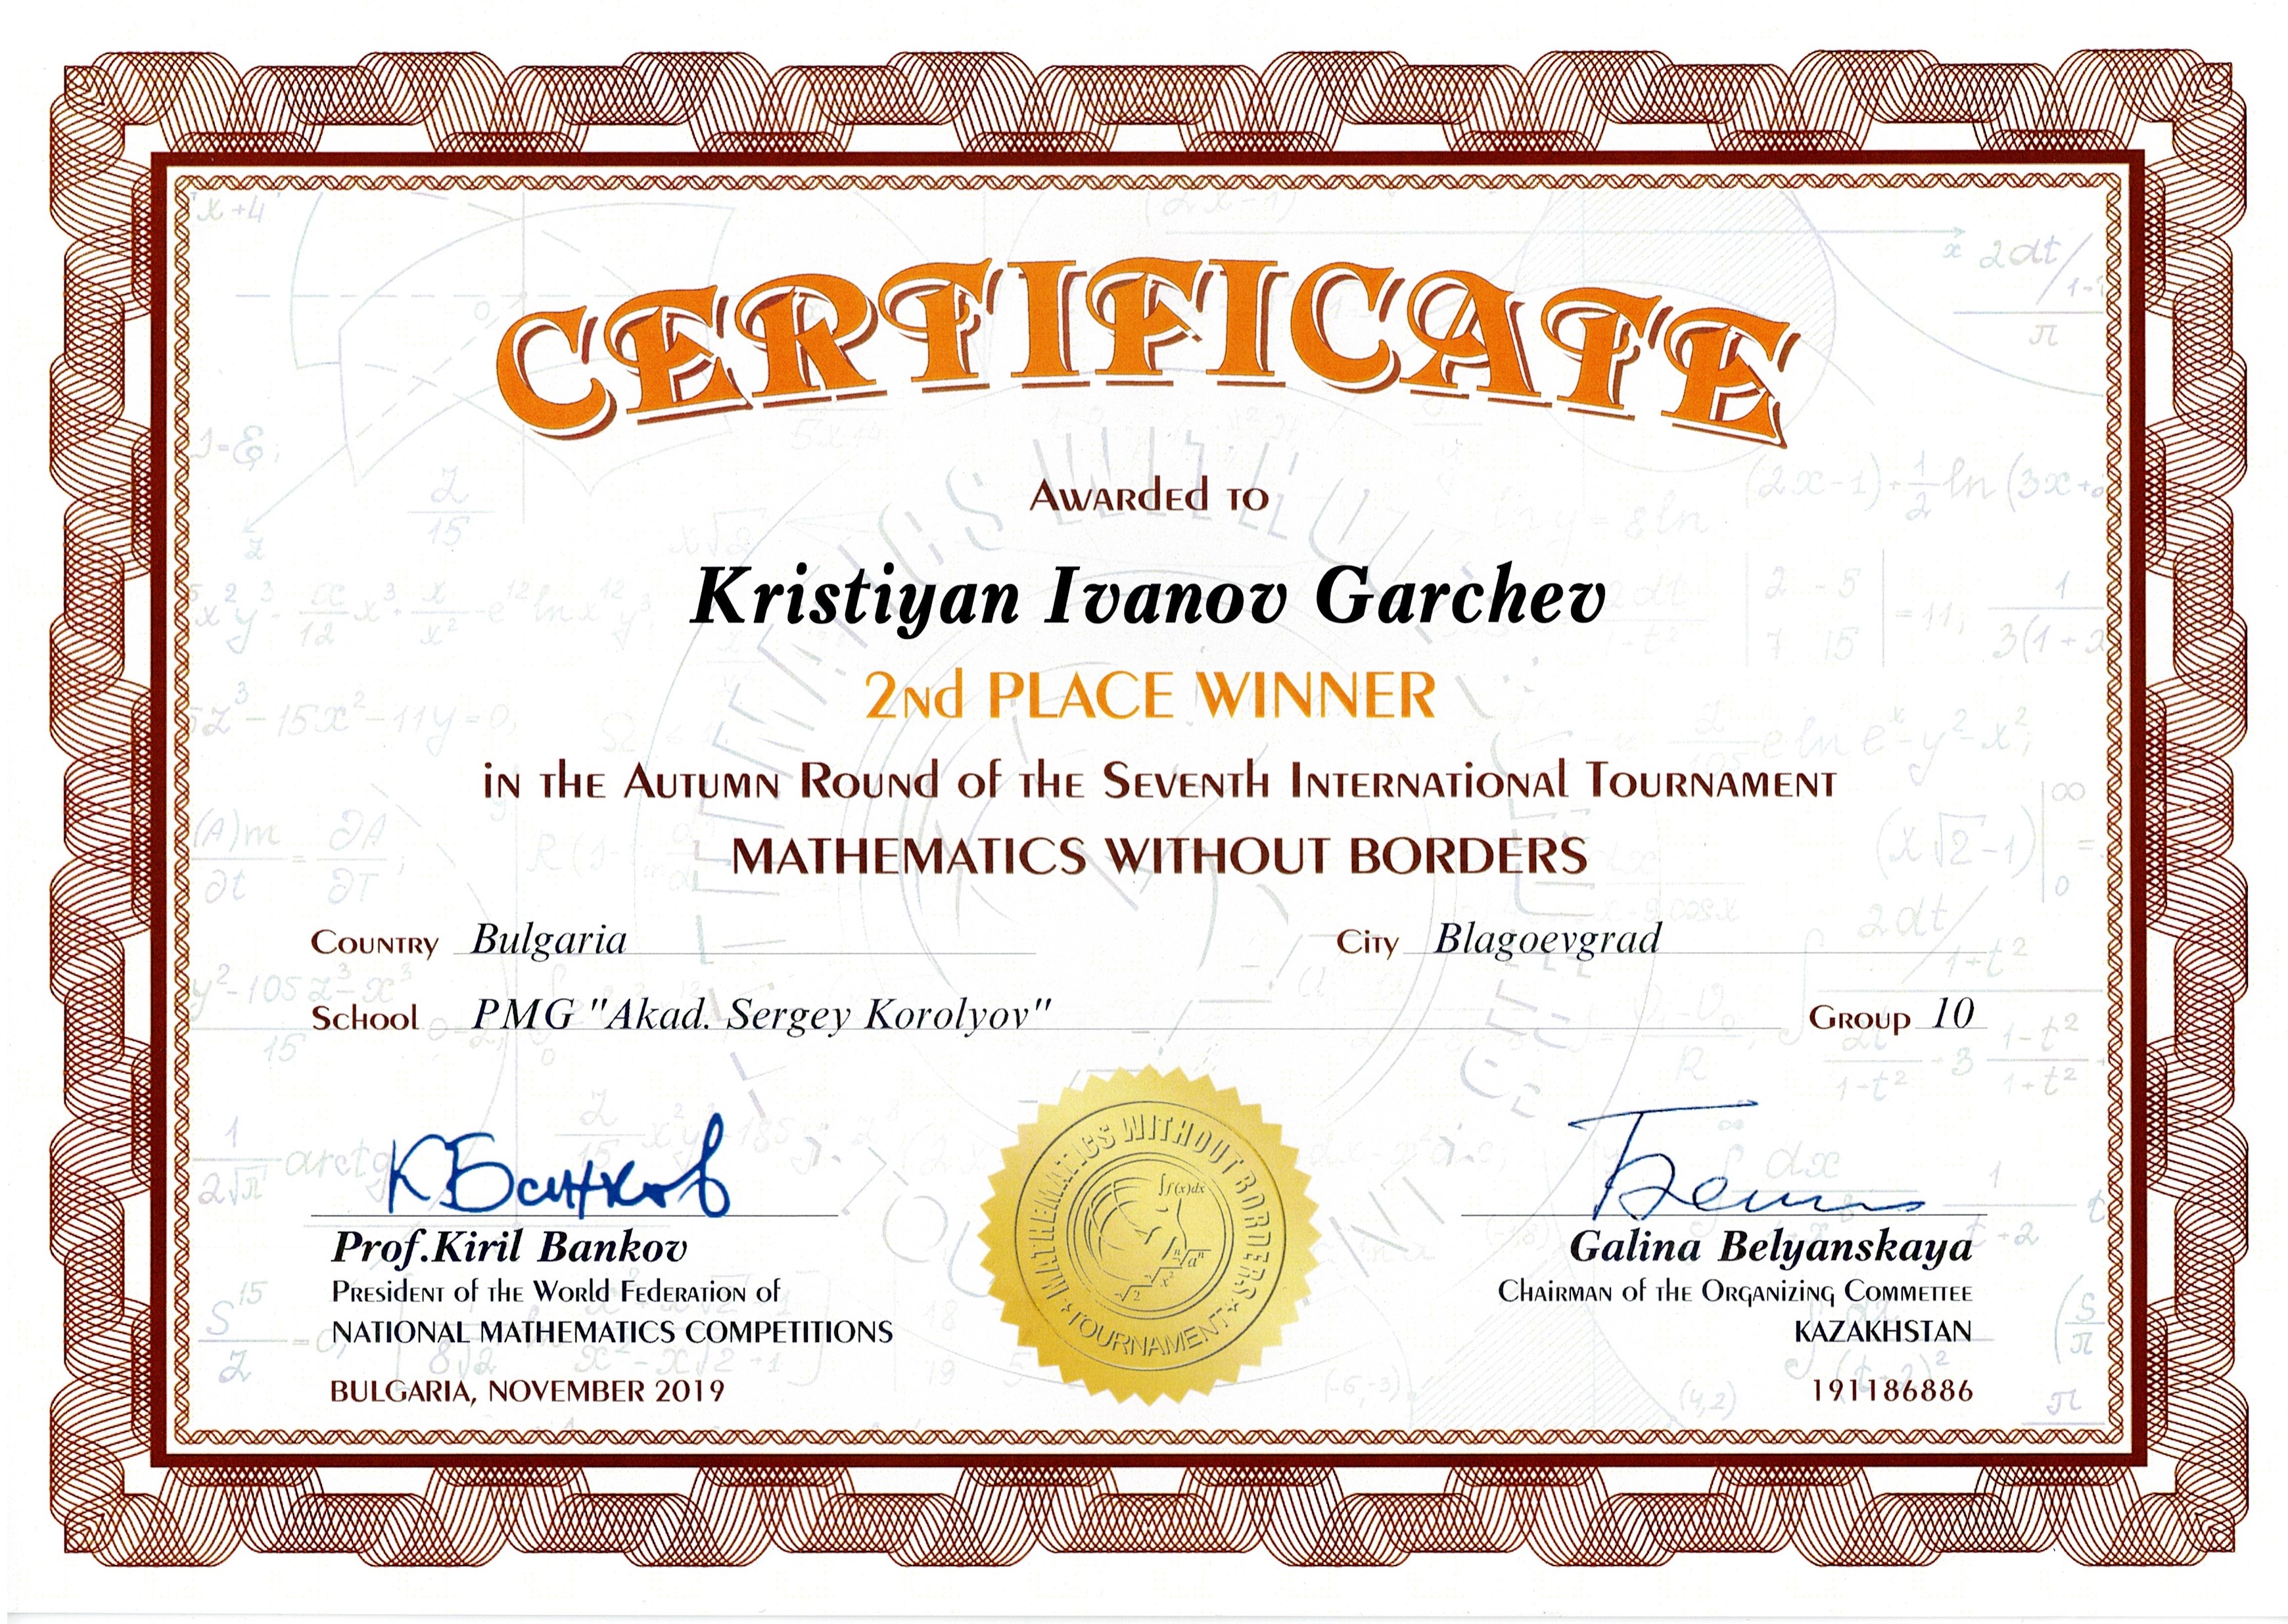 CERTIFICATE
AWARDED TO
Kristiyan Ivanov Garchev
2Nd PLACE WINNER
IN THE AUTUMN ROUND OF THE SEVENTH INTERNATIONAL TOURNAMENT
MATHEMATICS WITHOUT BORDERS
COUNTRY Bulgaria CITY Blagoevgrad
SCHOOL PMG "Akad. Sergey Korolyov" GROUP 10
К Банков
MATHEMATICS WITHOUT BORDERS
∫f(x)dx
★ TOURNAMENT ★
Prof.Kiril Bankov Galina Belyanskaya
PRESIDENT OF THE WORLD FEDERATION OF CHAIRMAN OF THE ORGANIZING COMMETTEE
NATIONAL MATHEMATICS COMPETITIONS KAZAKHSTAN
BULGARIA, NOVEMBER 2019 191186886